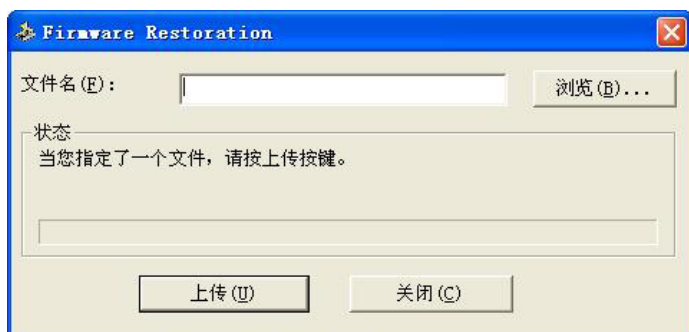 Firmware Restoration
文件名(F)： 浏览(B)...
状态
当您指定了一个文件，请按上传按键。
上传(U) 关闭(C)